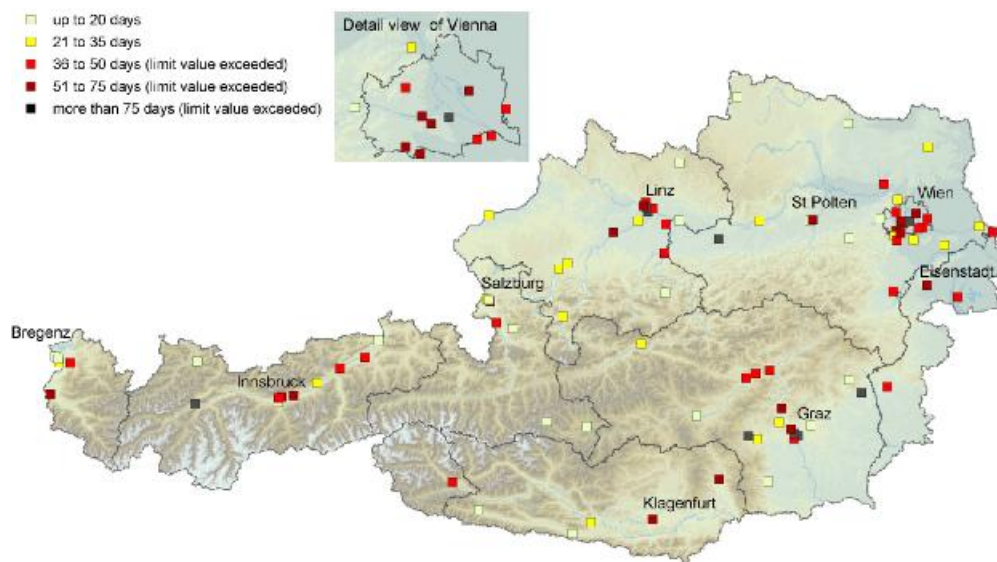 up to 20 days
21 to 35 days
36 to 50 days (limit value exceeded)
51 to 75 days (limit value exceeded)
more than 75 days (limit value exceeded)
Detail view of Vienna
Linz
St Polten
Wien
Eisenstadt
Salzburg
Bregenz
Innsbruck
Graz
Klagenfurt